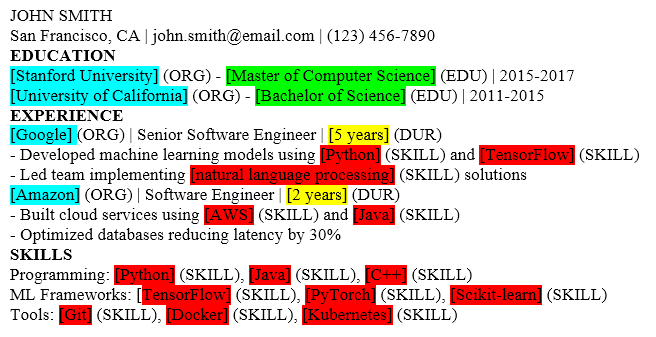 JOHN SMITH
San Francisco, CA | john.smith@email.com | (123) 456-7890
EDUCATION
[Stanford University] (ORG) - [Master of Computer Science] (EDU) | 2015-2017
[University of California] (ORG) - [Bachelor of Science] (EDU) | 2011-2015
EXPERIENCE
[Google] (ORG) | Senior Software Engineer | [5 years] (DUR)
- Developed machine learning models using [Python] (SKILL) and [TensorFlow] (SKILL)
- Led team implementing [natural language processing] (SKILL) solutions
[Amazon] (ORG) | Software Engineer | [2 years] (DUR)
- Built cloud services using [AWS] (SKILL) and [Java] (SKILL)
- Optimized databases reducing latency by 30%
SKILLS
Programming: [Python] (SKILL), [Java] (SKILL), [C++] (SKILL)
ML Frameworks: [TensorFlow] (SKILL), [PyTorch] (SKILL), [Scikit-learn] (SKILL)
Tools: [Git] (SKILL), [Docker] (SKILL), [Kubernetes] (SKILL)